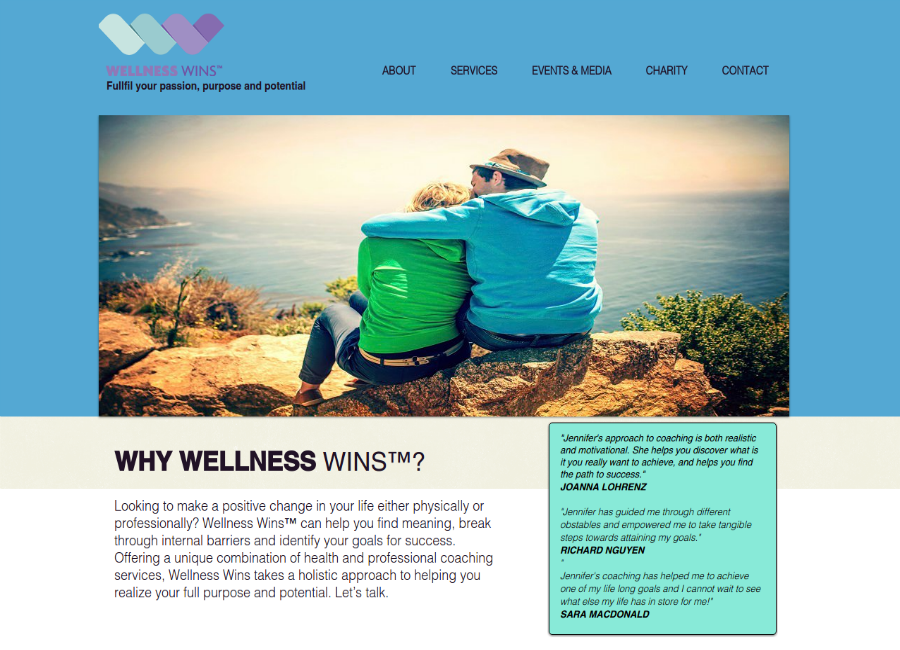 WELLNESS WINS™
Fullfil your passion, purpose and potential
ABOUT SERVICES EVENTS & MEDIA CHARITY CONTACT
WHY WELLNESS WINS™?
Looking to make a positive change in your life either physically or
professionally? Wellness Wins™ can help you find meaning, break
through internal barriers and identify your goals for success.
Offering a unique combination of health and professional coaching
services, Wellness Wins takes a holistic approach to helping you
realize your full purpose and potential. Let's talk.
"Jennifer's approach to coaching is both realistic
and motivational. She helps you discover what is
it you really want to achieve, and helps you find
the path to success."
JOANNA LOHRENZ
"Jennifer has guided me through different
obstacles and empowered me to take tangible
steps towards attaining my goals."
RICHARD NGUYEN
"
Jennifer's coaching has helped me to achieve
one of my life long goals and I cannot wait to see
what else my life has in store for me!"
SARA MACDONALD